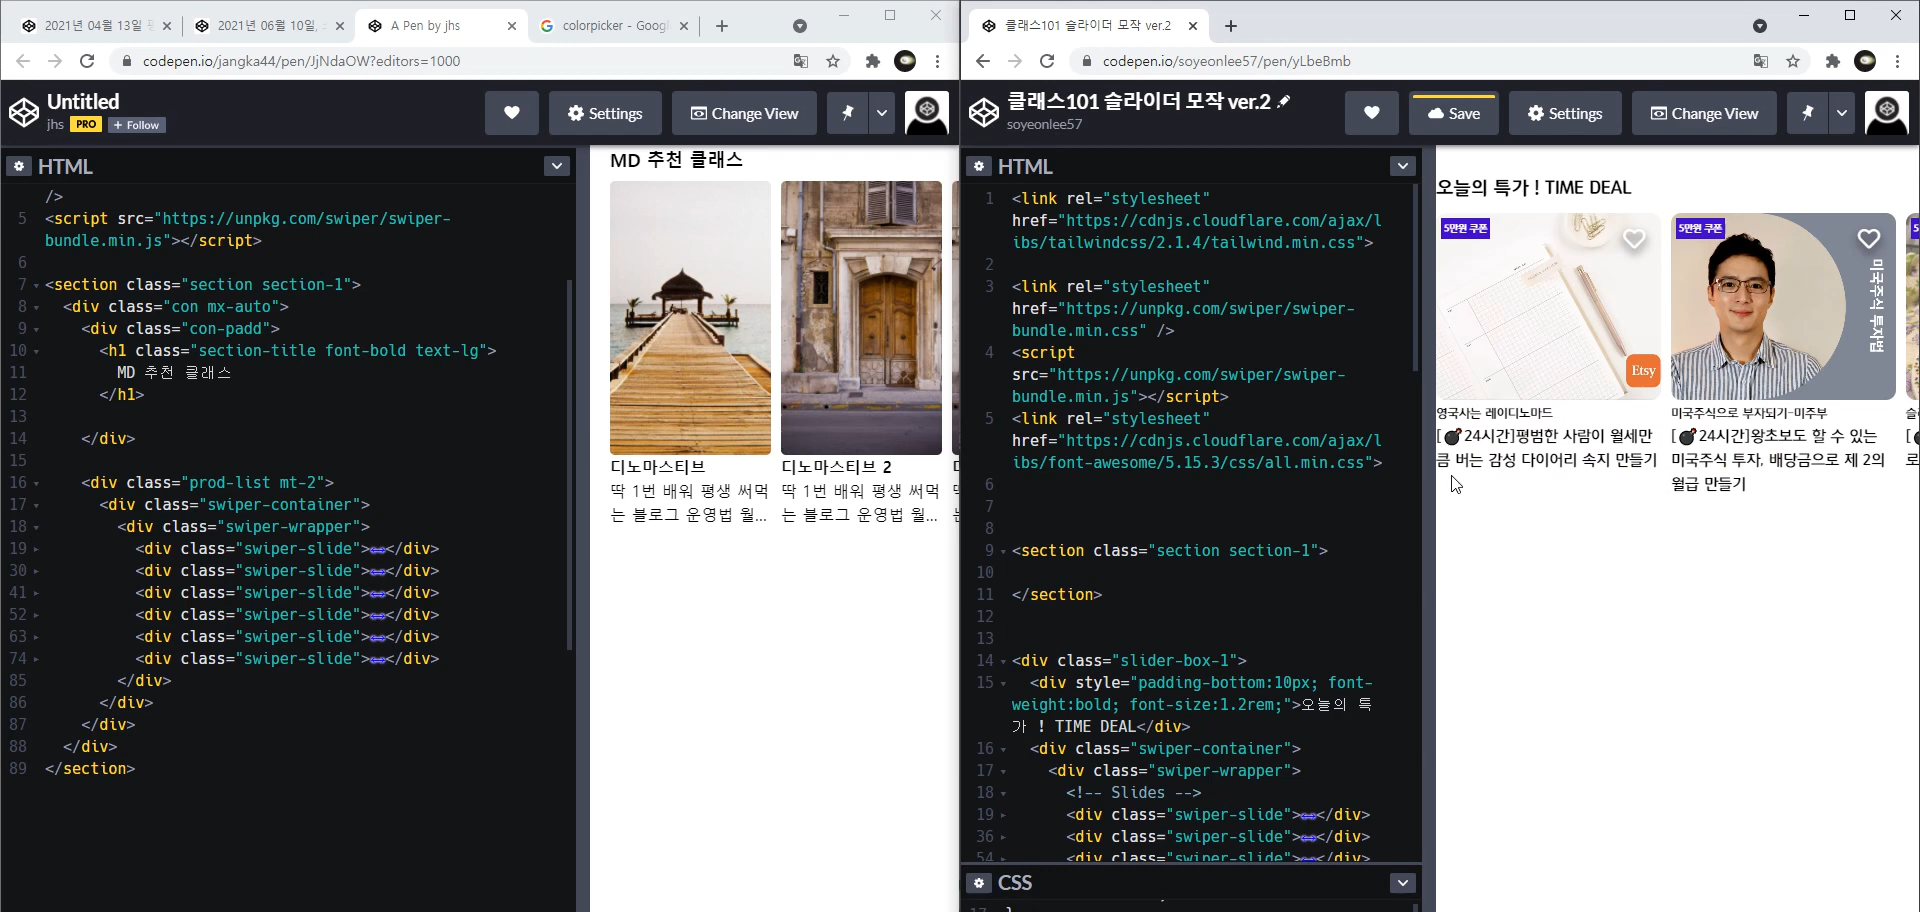 2021년 04월 13일
2021년 06월 10일,
A Pen by jhs
colorpicker - Goog
codepen.io/jangka44/pen/JjNdaOW?editors=1000
Untitled
jhs PRO + Follow
Settings
Change View
HTML
/>
5 <script src="https://unpkg.com/swiper/swiper-
bundle.min.js"></script>
6
7 <section class="section section-1">
8 <div class="con mx-auto">
9 <div class="con-padd">
10 <h1 class="section-title font-bold text-lg">
11 MD 추천 클래스
12 </h1>
13
14 </div>
15
16 <div class="prod-list mt-2">
17 <div class="swiper-container">
18 <div class="swiper-wrapper">
19 <div class="swiper-slide"></div>
30 <div class="swiper-slide"></div>
41 <div class="swiper-slide"></div>
52 <div class="swiper-slide"></div>
63 <div class="swiper-slide"></div>
74 <div class="swiper-slide"></div>
85 </div>
86 </div>
87 </div>
88 </div>
89 </section>
MD 추천 클래스
디노마스티브
딱 1번 배워 평생 써먹
는 블로그 운영법 월...
디노마스티브 2
딱 1번 배워 평생 써먹
는 블로그 운영법 월...
클래스101 슬라이더 모작 ver.2
codepen.io/soyeonlee57/pen/yLbeBmb
클래스101 슬라이더 모작 ver.2
soyeonlee57
Save
Settings
Change View
HTML
1 <link rel="stylesheet"
href="https://cdnjs.cloudflare.com/ajax/l
ibs/tailwindcss/2.1.4/tailwind.min.css">
2
3 <link rel="stylesheet"
href="https://unpkg.com/swiper/swiper-
bundle.min.css" />
4 <script
src="https://unpkg.com/swiper/swiper-
bundle.min.js"></script>
5 <link rel="stylesheet"
href="https://cdnjs.cloudflare.com/ajax/l
ibs/font-awesome/5.15.3/css/all.min.css">
6
7
8
9 <section class="section section-1">
10
11 </section>
12
13
14 <div class="slider-box-1">
15 <div style="padding-bottom:10px; font-
weight:bold; font-size:1.2rem;">오늘의 특
가 ! TIME DEAL</div>
16 <div class="swiper-container">
17 <div class="swiper-wrapper">
18 <!-- Slides -->
19 <div class="swiper-slide"></div>
36 <div class="swiper-slide"></div>
54 <div class="swiper-slide"></div>
CSS
오늘의 특가 ! TIME DEAL
5만원 쿠폰
Etsy
영국사는 레이디노마드
[💣24시간]평범한 사람이 월세만
큼 버는 감성 다이어리 속지 만들기
5만원 쿠폰
미국주식 투자법
미국주식으로 부자되기-미주부
[💣24시간]왕초보도 할 수 있는
미국주식 투자, 배당금으로 제 2의
월급 만들기